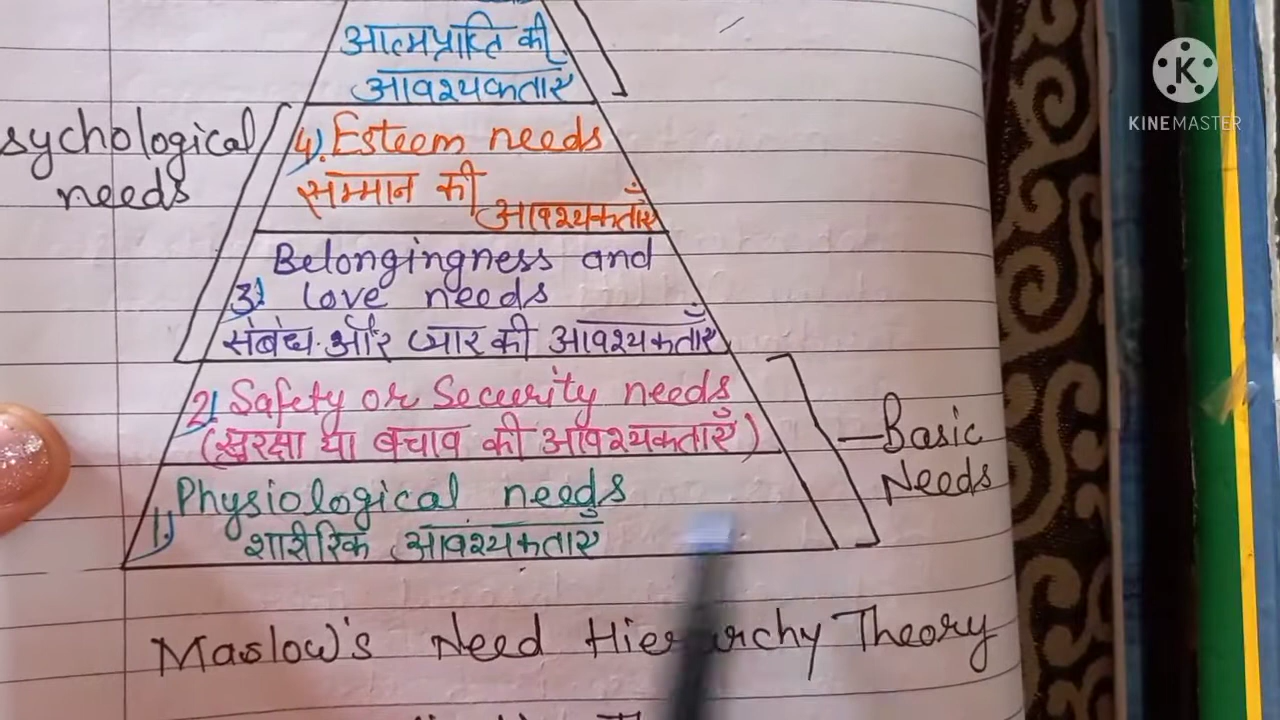 आत्मप्राप्ति की
आवश्यकताएं
sychological
needs
4). Esteem needs
सम्मान की
आवश्यकताएँ
Belongingness and
3) Love needs
संबंध और प्यार की आवश्यकताएँ
2) Safety or Security needs
(सुरक्षा या बचाव की आवश्यकताएँ)
Basic
Needs
1.) Physiological needs
शारीरिक आवश्यकताएँ
Maslow's Need Hierarchy Theory
KINEMASTER